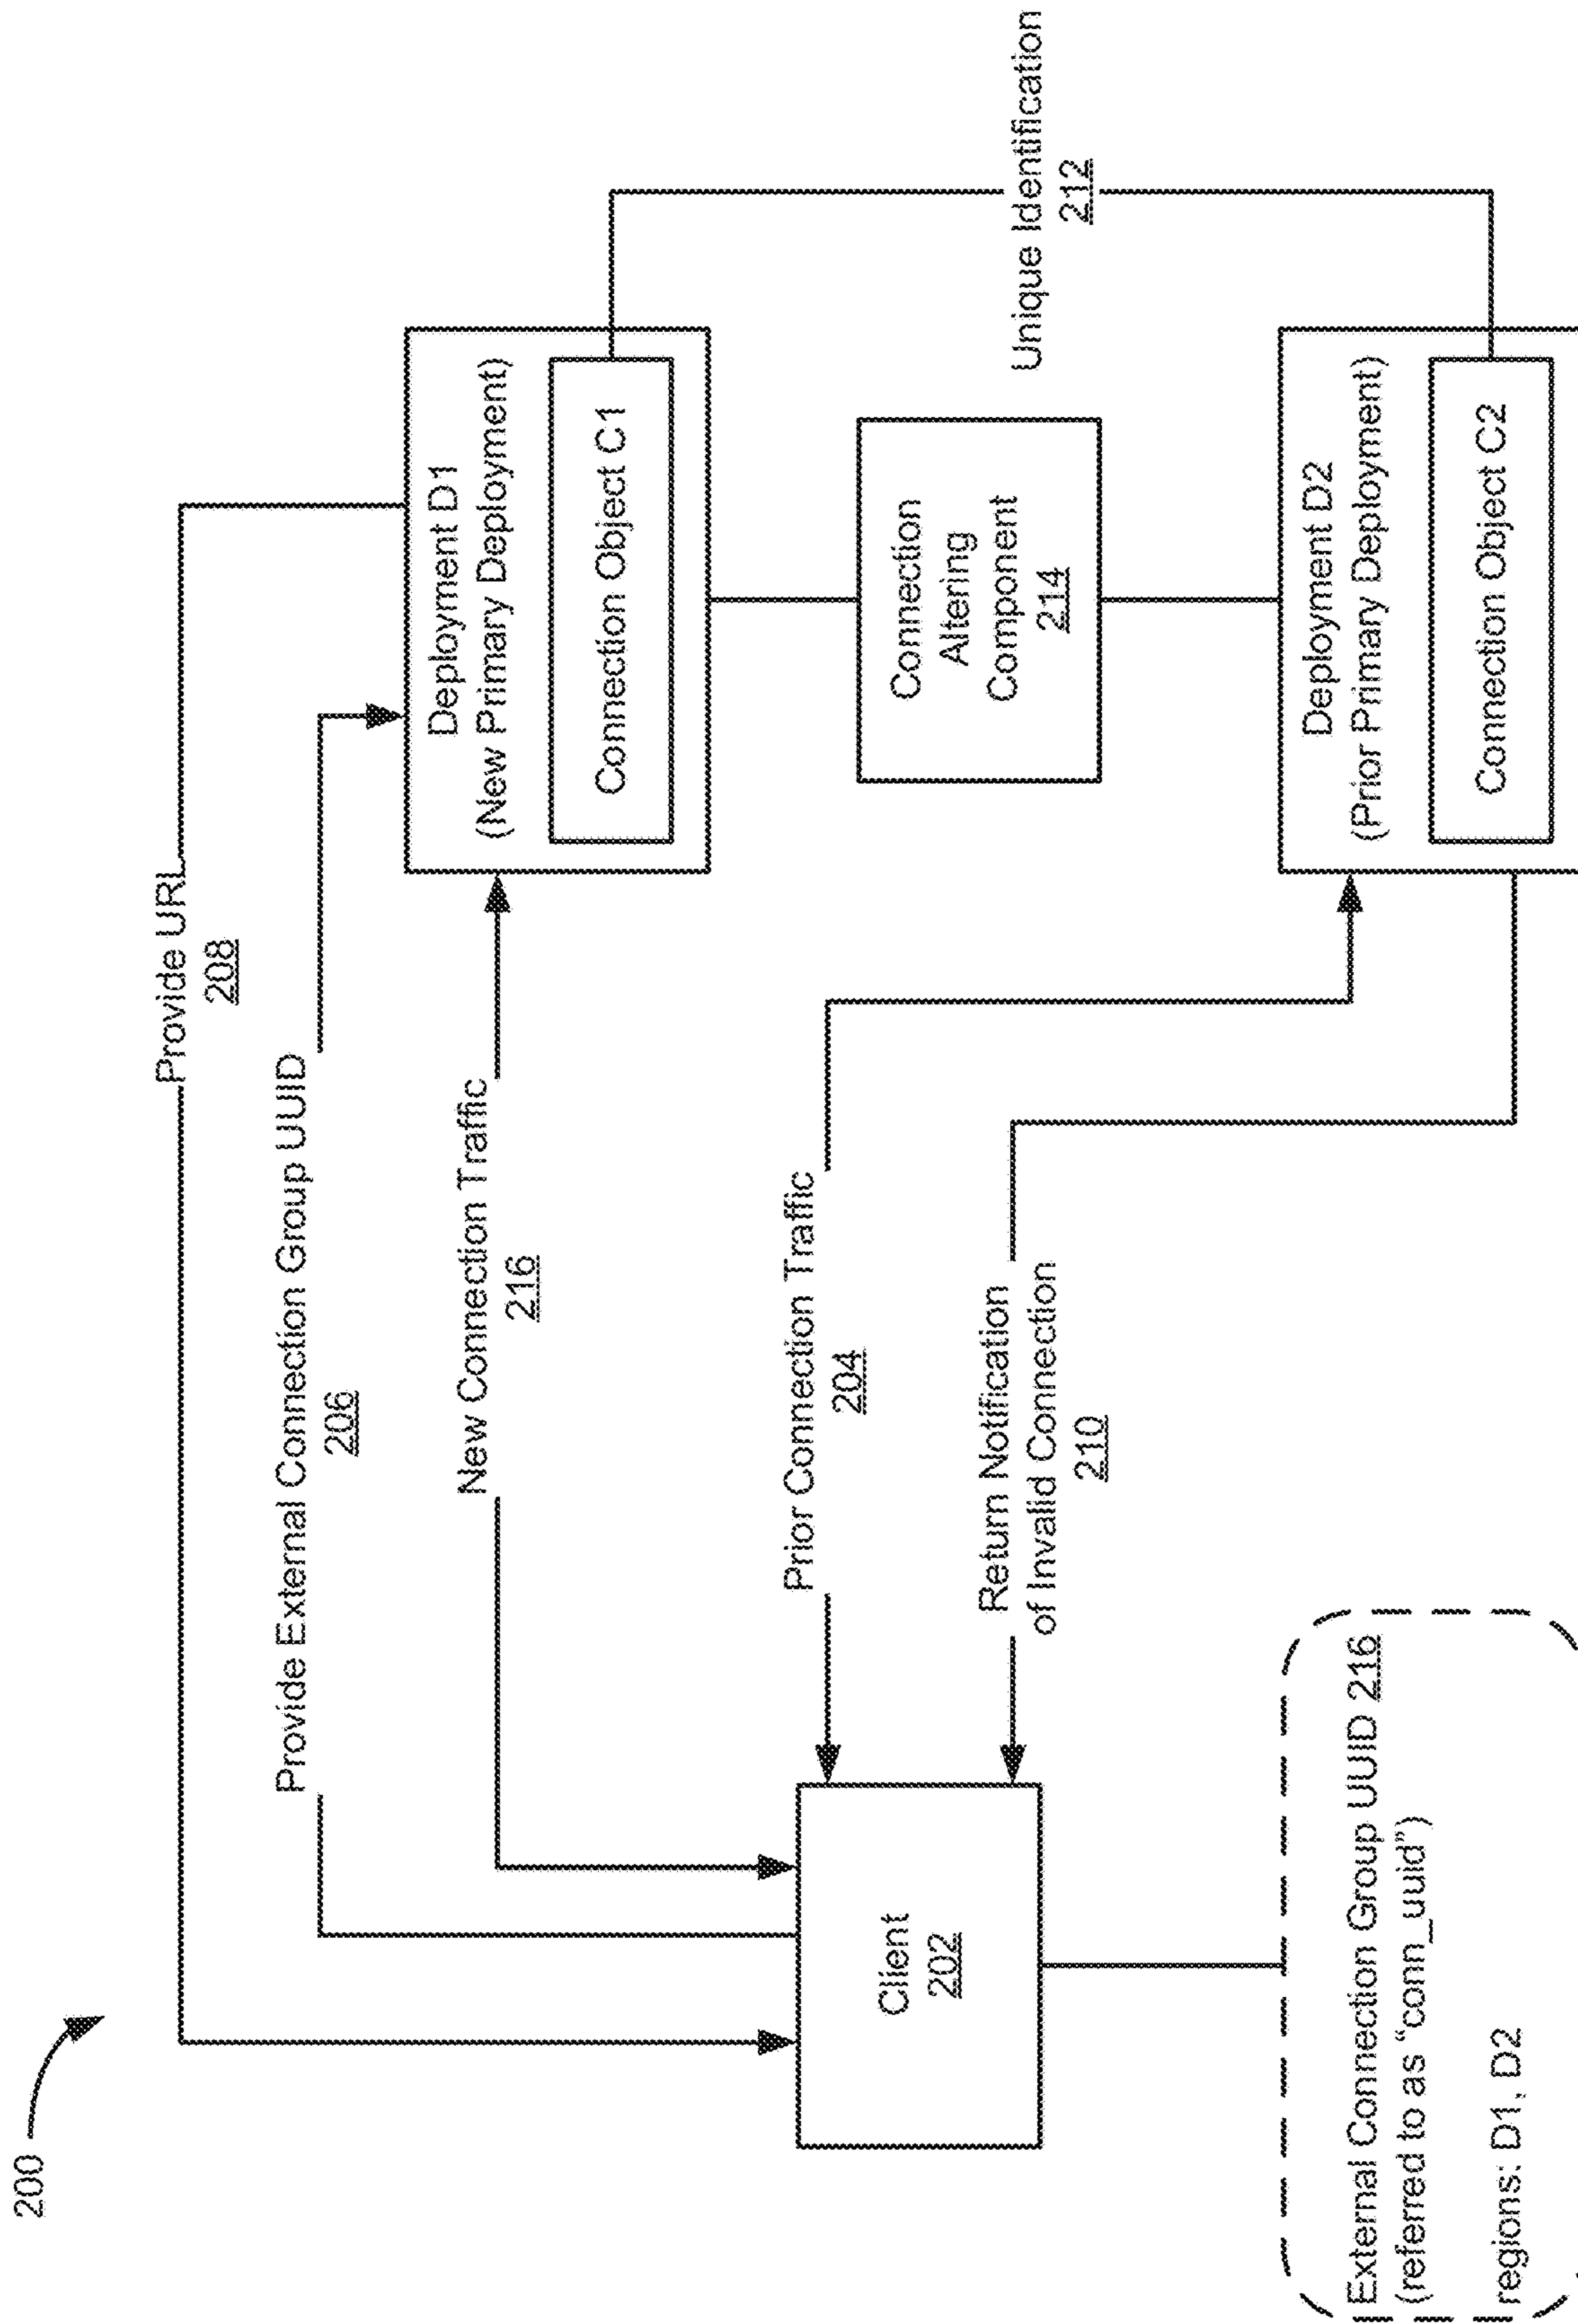 200
Provide URL
208
Provide External Connection Group UUID
206
New Connection Traffic
216
Deployment D1
(New Primary Deployment)
Connection Object C1
Client
202
Prior Connection Traffic
204
Return Notification
of Invalid Connection
210
Connection
Altering
Component
214
Unique Identification
212
Deployment D2
(Prior Primary Deployment)
Connection Object C2
External Connection Group UUID 216
(referred to as "conn_uuid")
regions: D1, D2